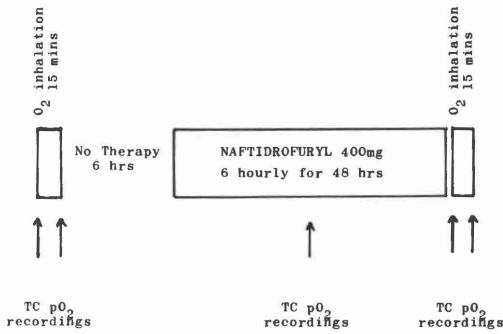 O₂ inhalation
15 mins
No Therapy
6 hrs
NAFTIDROFURYL 400mg
6 hourly for 48 hrs
O₂ inhalation
15 mins
TC pO₂
recordings
TC pO₂
recordings
TC pO₂
recordings